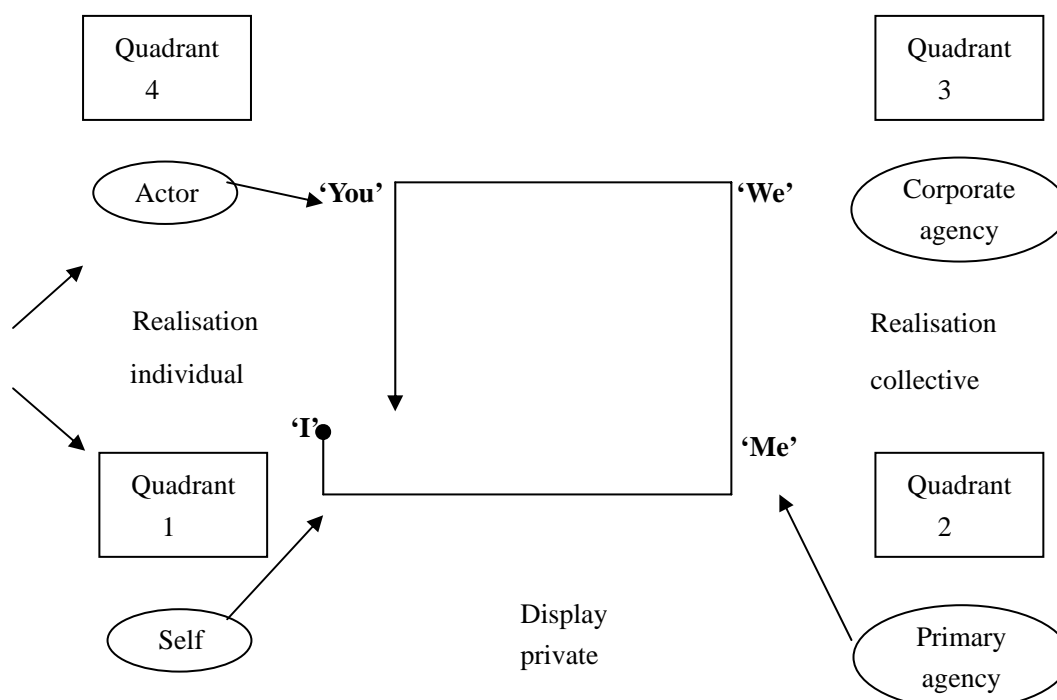 Quadrant
4
Quadrant
3
Actor
‘You’
‘We’
Corporate
agency
Realisation
individual
Realisation
collective
‘I’
‘Me’
Quadrant
1
Quadrant
2
Self
Display
private
Primary
agency